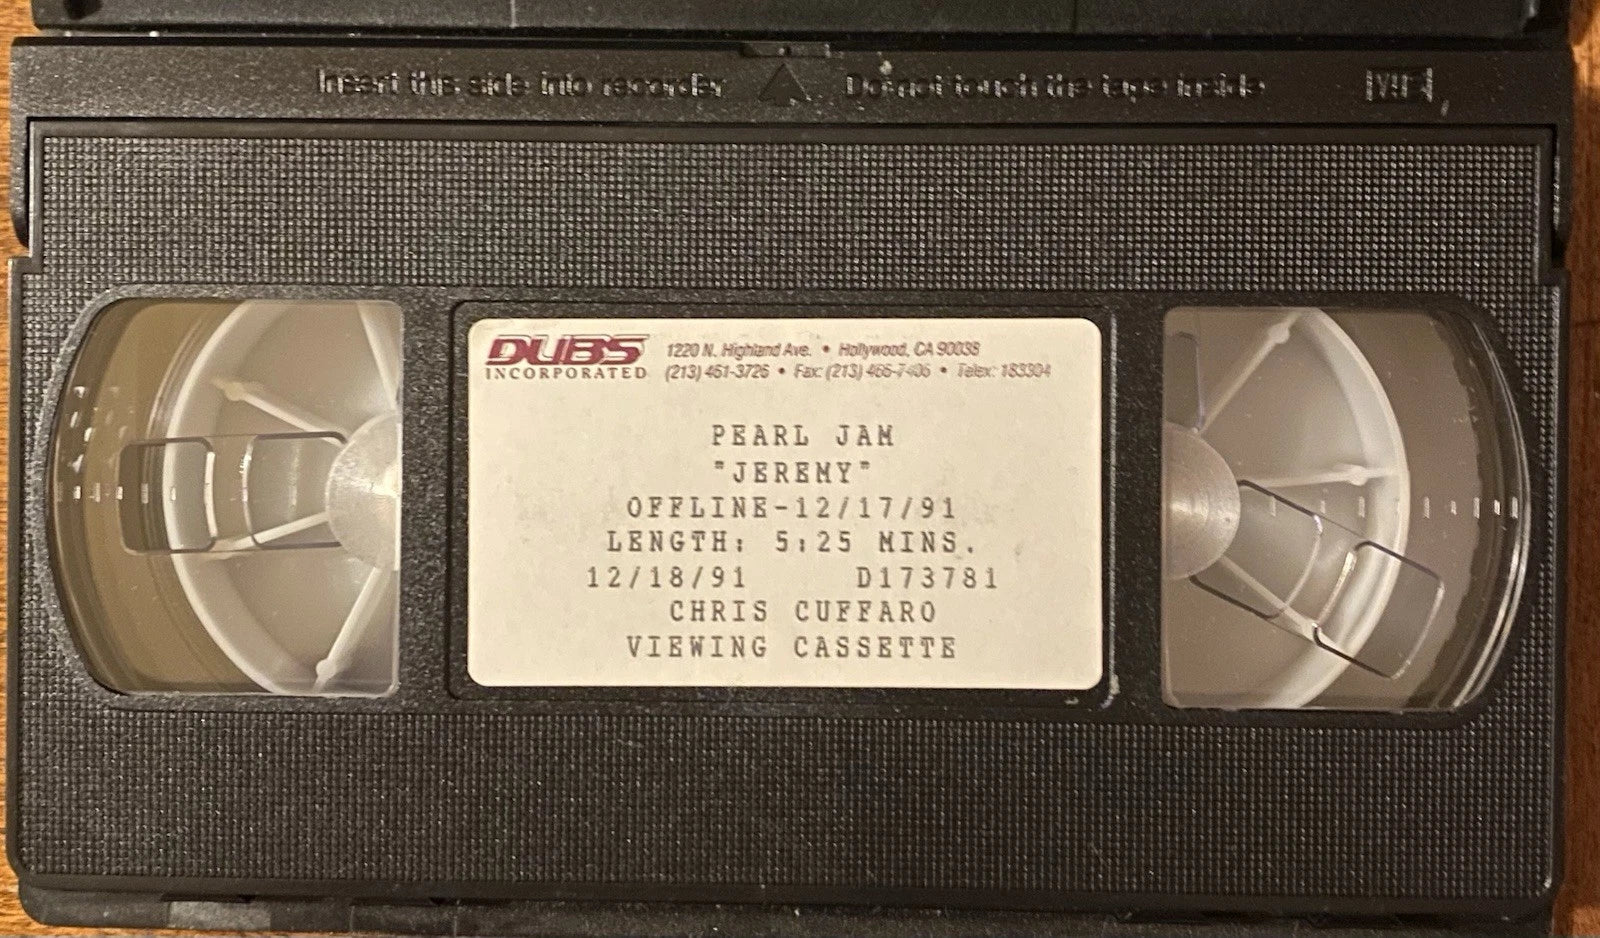 Insert this side into recorder Do not touch the tape inside VHS
DUBS
INCORPORATED
1220 N. Highland Ave. • Hollywood, CA 90038
(213) 461-3726 • Fax: (213) 466-7406 • Telex: 183304
PEARL JAM
"JEREMY"
OFFLINE-12/17/91
LENGTH: 5:25 MINS.
12/18/91 D173781
CHRIS CUFFARO
VIEWING CASSETTE